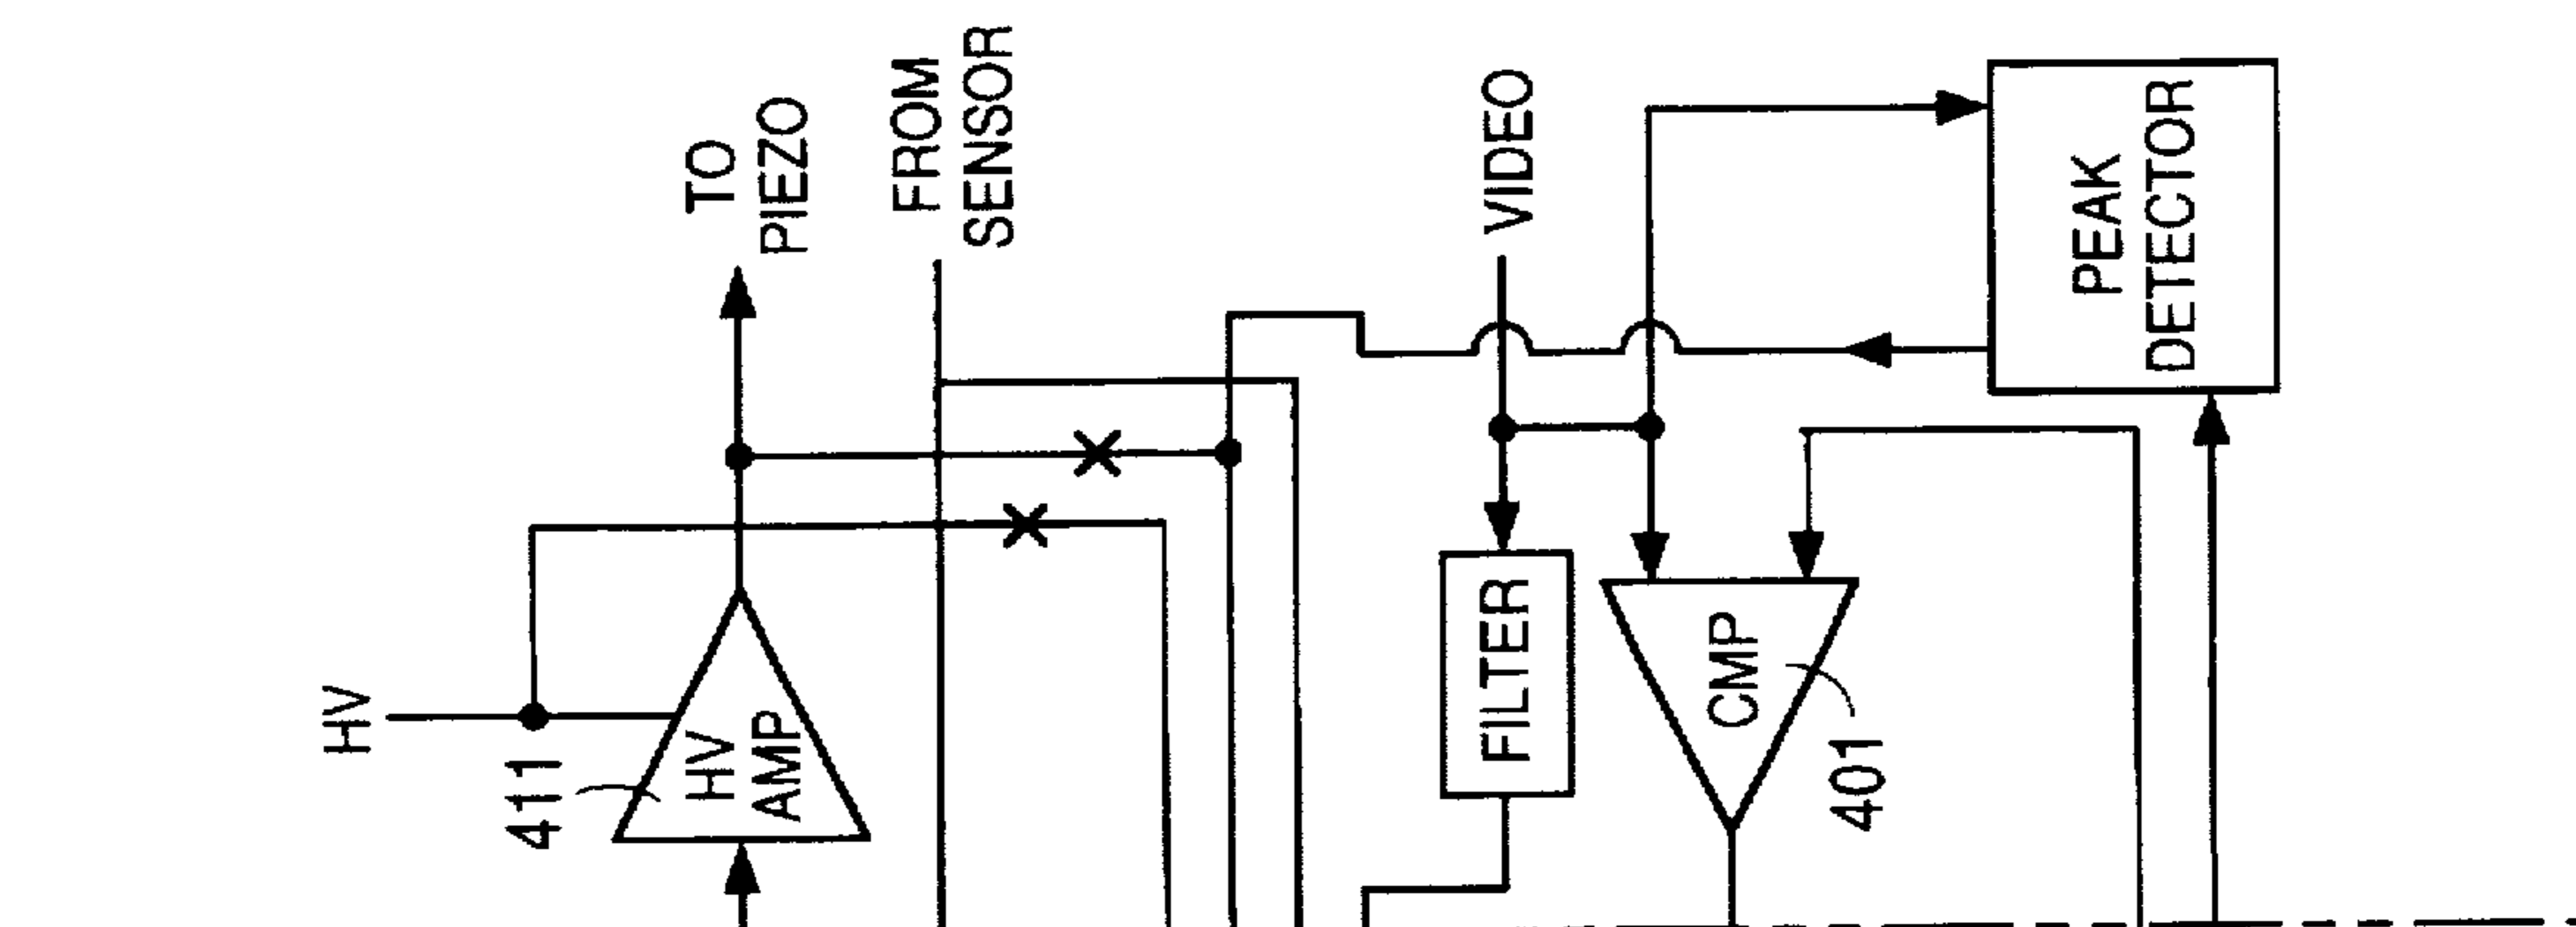 TO
PIEZO
FROM
SENSOR
VIDEO
PEAK
DETECTOR
HV
411
HV
AMP
FILTER
CMP
401